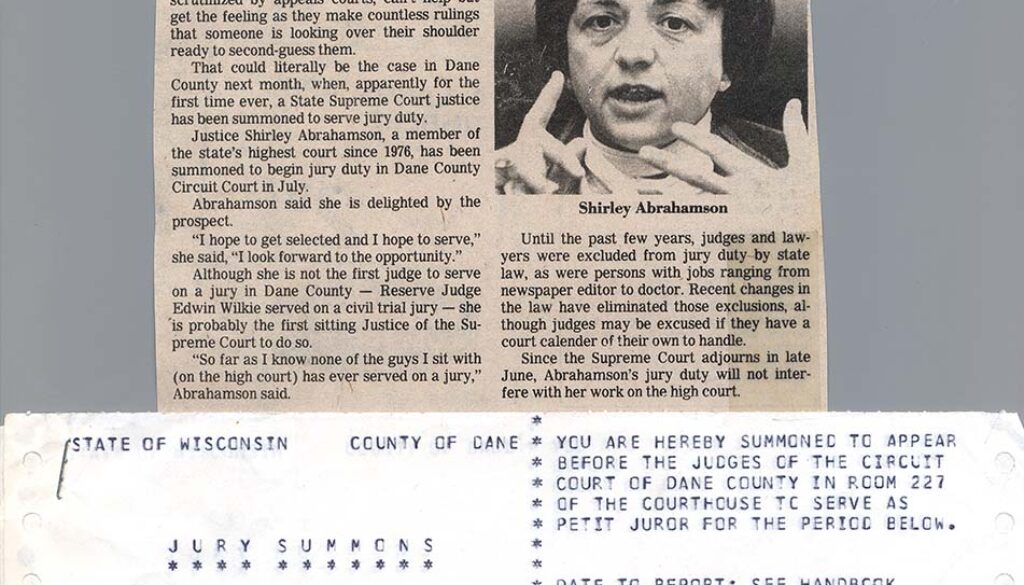 scrutinized by appeals courts, can't help but
get the feeling as they make countless rulings
that someone is looking over their shoulder
ready to second-guess them.
That could literally be the case in Dane
County next month, when, apparently for the
first time ever, a State Supreme Court justice
has been summoned to serve jury duty.
Justice Shirley Abrahamson, a member of
the state's highest court since 1976, has been
summoned to begin jury duty in Dane County
Circuit Court in July.
Abrahamson said she is delighted by the
prospect.
“I hope to get selected and I hope to serve,”
she said, “I look forward to the opportunity.”
Although she is not the first judge to serve
on a jury in Dane County — Reserve Judge
Edwin Wilkie served on a civil trial jury — she
is probably the first sitting Justice of the Su-
preme Court to do so.
“So far as I know none of the guys I sit with
(on the high court) has ever served on a jury,”
Abrahamson said.
Shirley Abrahamson
Until the past few years, judges and law-
yers were excluded from jury duty by state
law, as were persons with jobs ranging from
newspaper editor to doctor. Recent changes in
the law have eliminated those exclusions, al-
though judges may be excused if they have a
court calender of their own to handle.
Since the Supreme Court adjourns in late
June, Abrahamson's jury duty will not inter-
fere with her work on the high court.
STATE OF WISCONSIN COUNTY OF DANE
JURY SUMMONS
* * * * * * * * * * *
*
* YOU ARE HEREBY SUMMONED TO APPEAR
* BEFORE THE JUDGES OF THE CIRCUIT
* COURT OF DANE COUNTY IN ROOM 227
* OF THE COURTHOUSE TO SERVE AS
* PETIT JUROR FOR THE PERIOD BELOW.
*
*
* DATE TO REPORT: SEE HANDBOOK